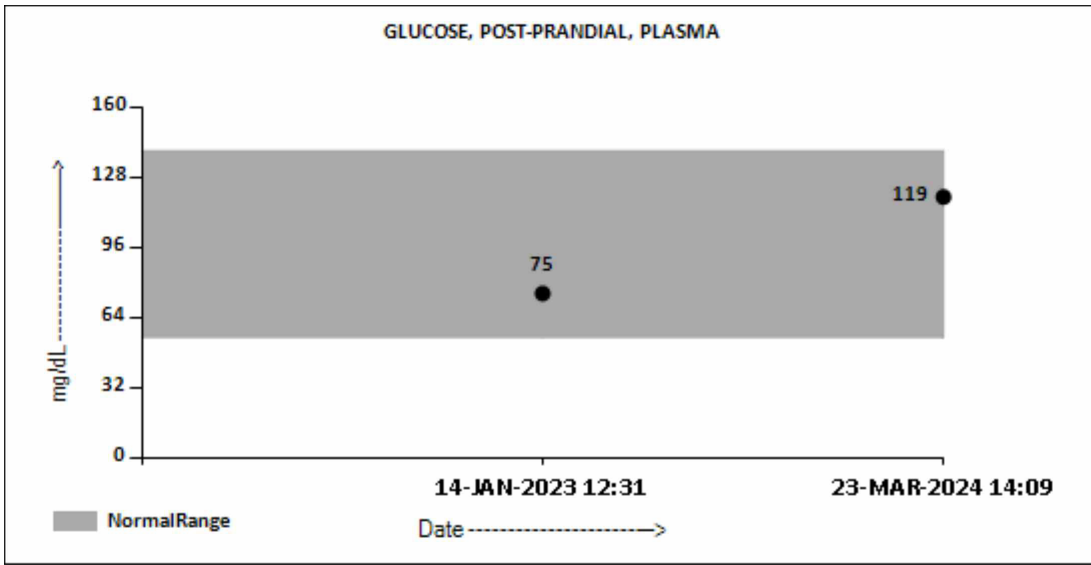 GLUCOSE, POST-PRANDIAL, PLASMA
160
128
96
64
32
0
mg/dL ---------->
75
119
14-JAN-2023 12:31
23-MAR-2024 14:09
NormalRange
Date ----------------------->